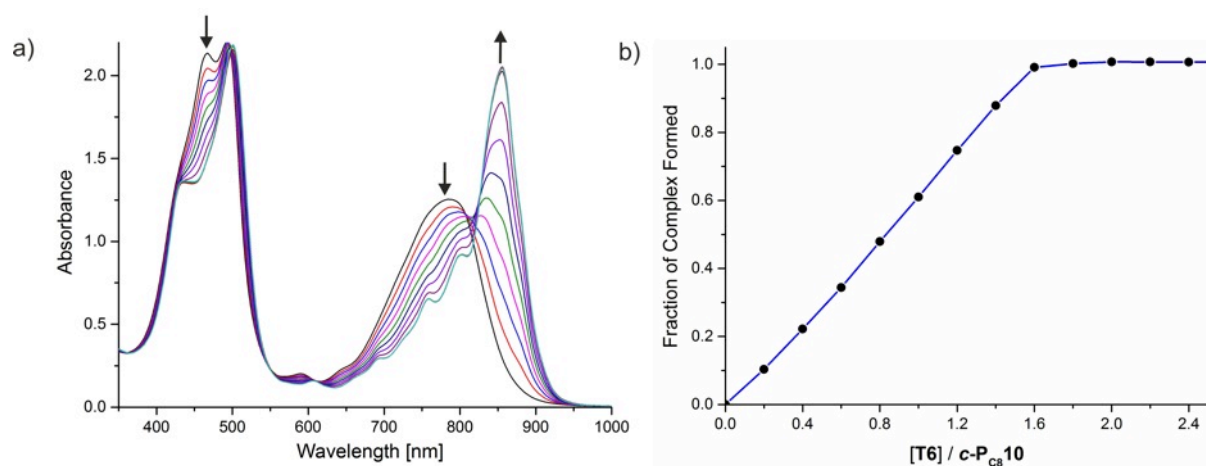 a)
2.0
1.5
1.0
0.5
0.0
Absorbance
400 500 600 700 800 900 1000
Wavelength [nm]
b)
1.0
0.8
0.6
0.4
0.2
0.0
Fraction of Complex Formed
0.0 0.4 0.8 1.2 1.6 2.0 2.4
[T6] / c-P_C8 10